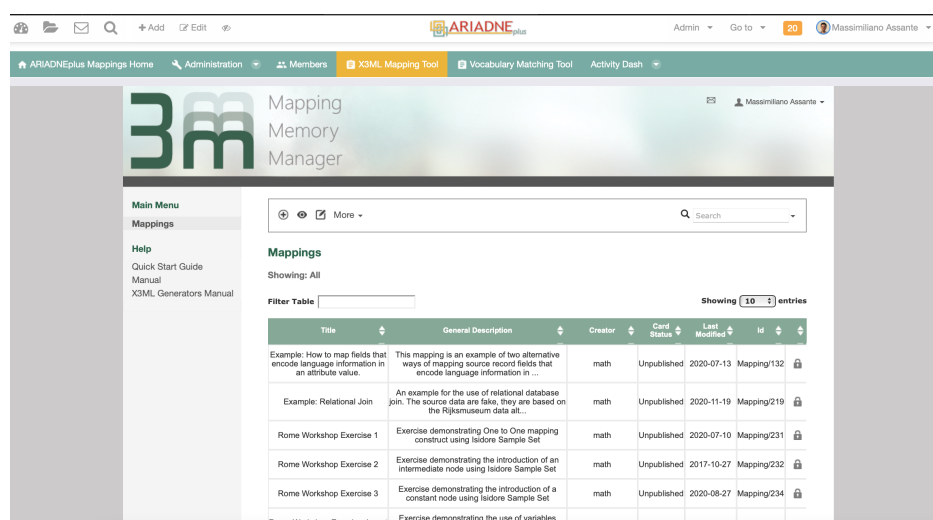 + Add Edit ARIADNE plus Admin Go to 20 Massimiliano Assante
ARIADNEplus Mappings Home Administration Members X3ML Mapping Tool Vocabulary Matching Tool Activity Dash
3m
Mapping
Memory
Manager
Massimiliano Assante
Main Menu
Mappings
Help
Quick Start Guide
Manual
X3ML Generators Manual
More
Search
Mappings
Showing: All
Filter Table
Showing 10 entries
Title General Description Creator Card Status Last Modified Id
Example: How to map fields that
encode language information in
an attribute value.
This mapping is an example of two alternative
ways of mapping source record fields that
encode language information in ...
math Unpublished 2020-07-13 Mapping/132
Example: Relational Join
An example for the use of relational database
join. The source data are fake, they are based on
the Rijksmuseum data alt...
math Unpublished 2020-11-19 Mapping/219
Rome Workshop Exercise 1
Exercise demonstrating One to One mapping
construct using Isidore Sample Set
math Unpublished 2020-07-10 Mapping/231
Rome Workshop Exercise 2
Exercise demonstrating the introduction of an
intermediate node using Isidore Sample Set
math Unpublished 2017-10-27 Mapping/232
Rome Workshop Exercise 3
Exercise demonstrating the introduction of a
constant node using Isidore Sample Set
math Unpublished 2020-08-27 Mapping/234
Exercise demonstrating the use of variables